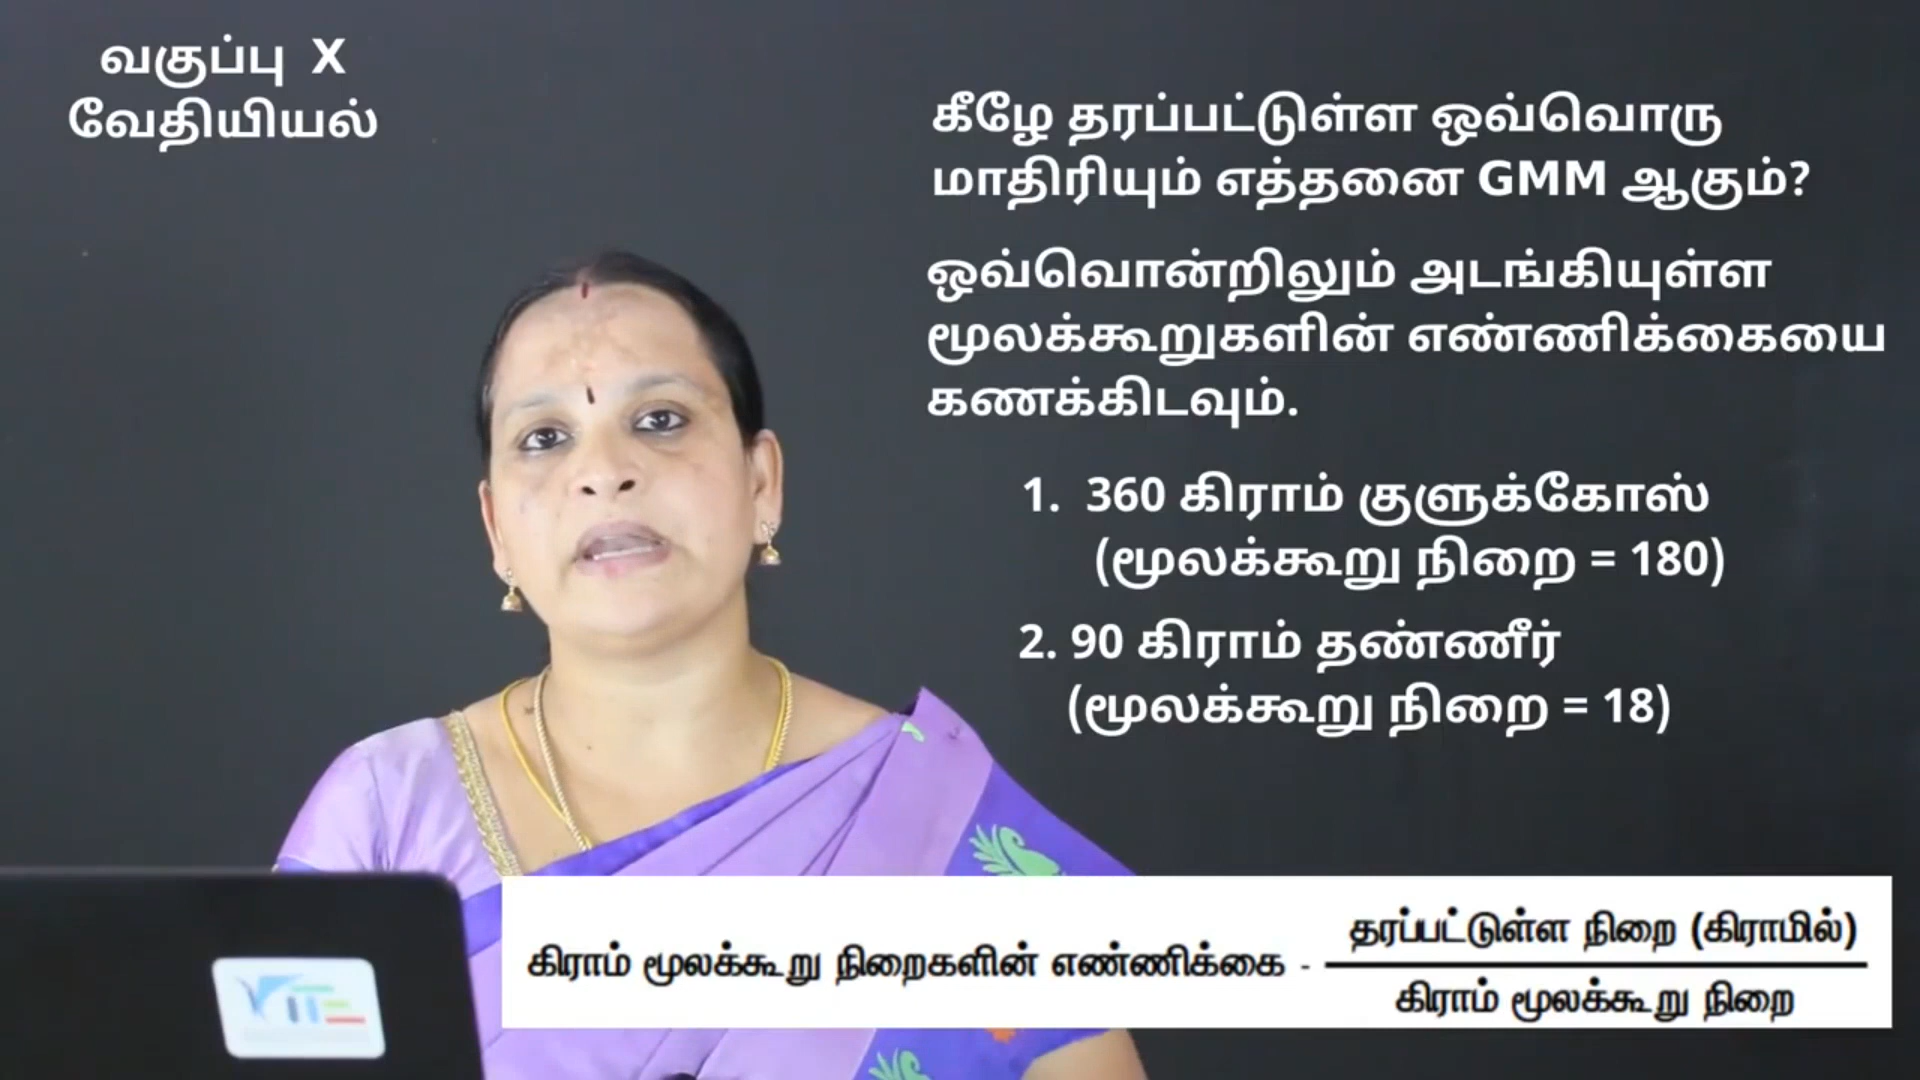 வகுப்பு X
வேதியியல்
கீழே தரப்பட்டுள்ள ஒவ்வொரு
மாதிரியும் எத்தனை GMM ஆகும்?
ஒவ்வொன்றிலும் அடங்கியுள்ள
மூலக்கூறுகளின் எண்ணிக்கையை
கணக்கிடவும்.
1. 360 கிராம் குளுக்கோஸ்
(மூலக்கூறு நிறை = 180)
2. 90 கிராம் தண்ணீர்
(மூலக்கூறு நிறை = 18)
தரப்பட்டுள்ள நிறை (கிராமில்)
கிராம் மூலக்கூறு நிறைகளின் எண்ணிக்கை -
கிராம் மூலக்கூறு நிறை